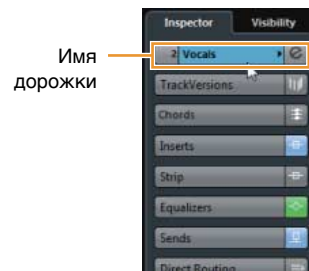 Inspector Visibility
Имя
дорожки
2 Vocals
TrackVersions
Chords
Inserts
Strip
Equalizers
Sends
Direct Routing